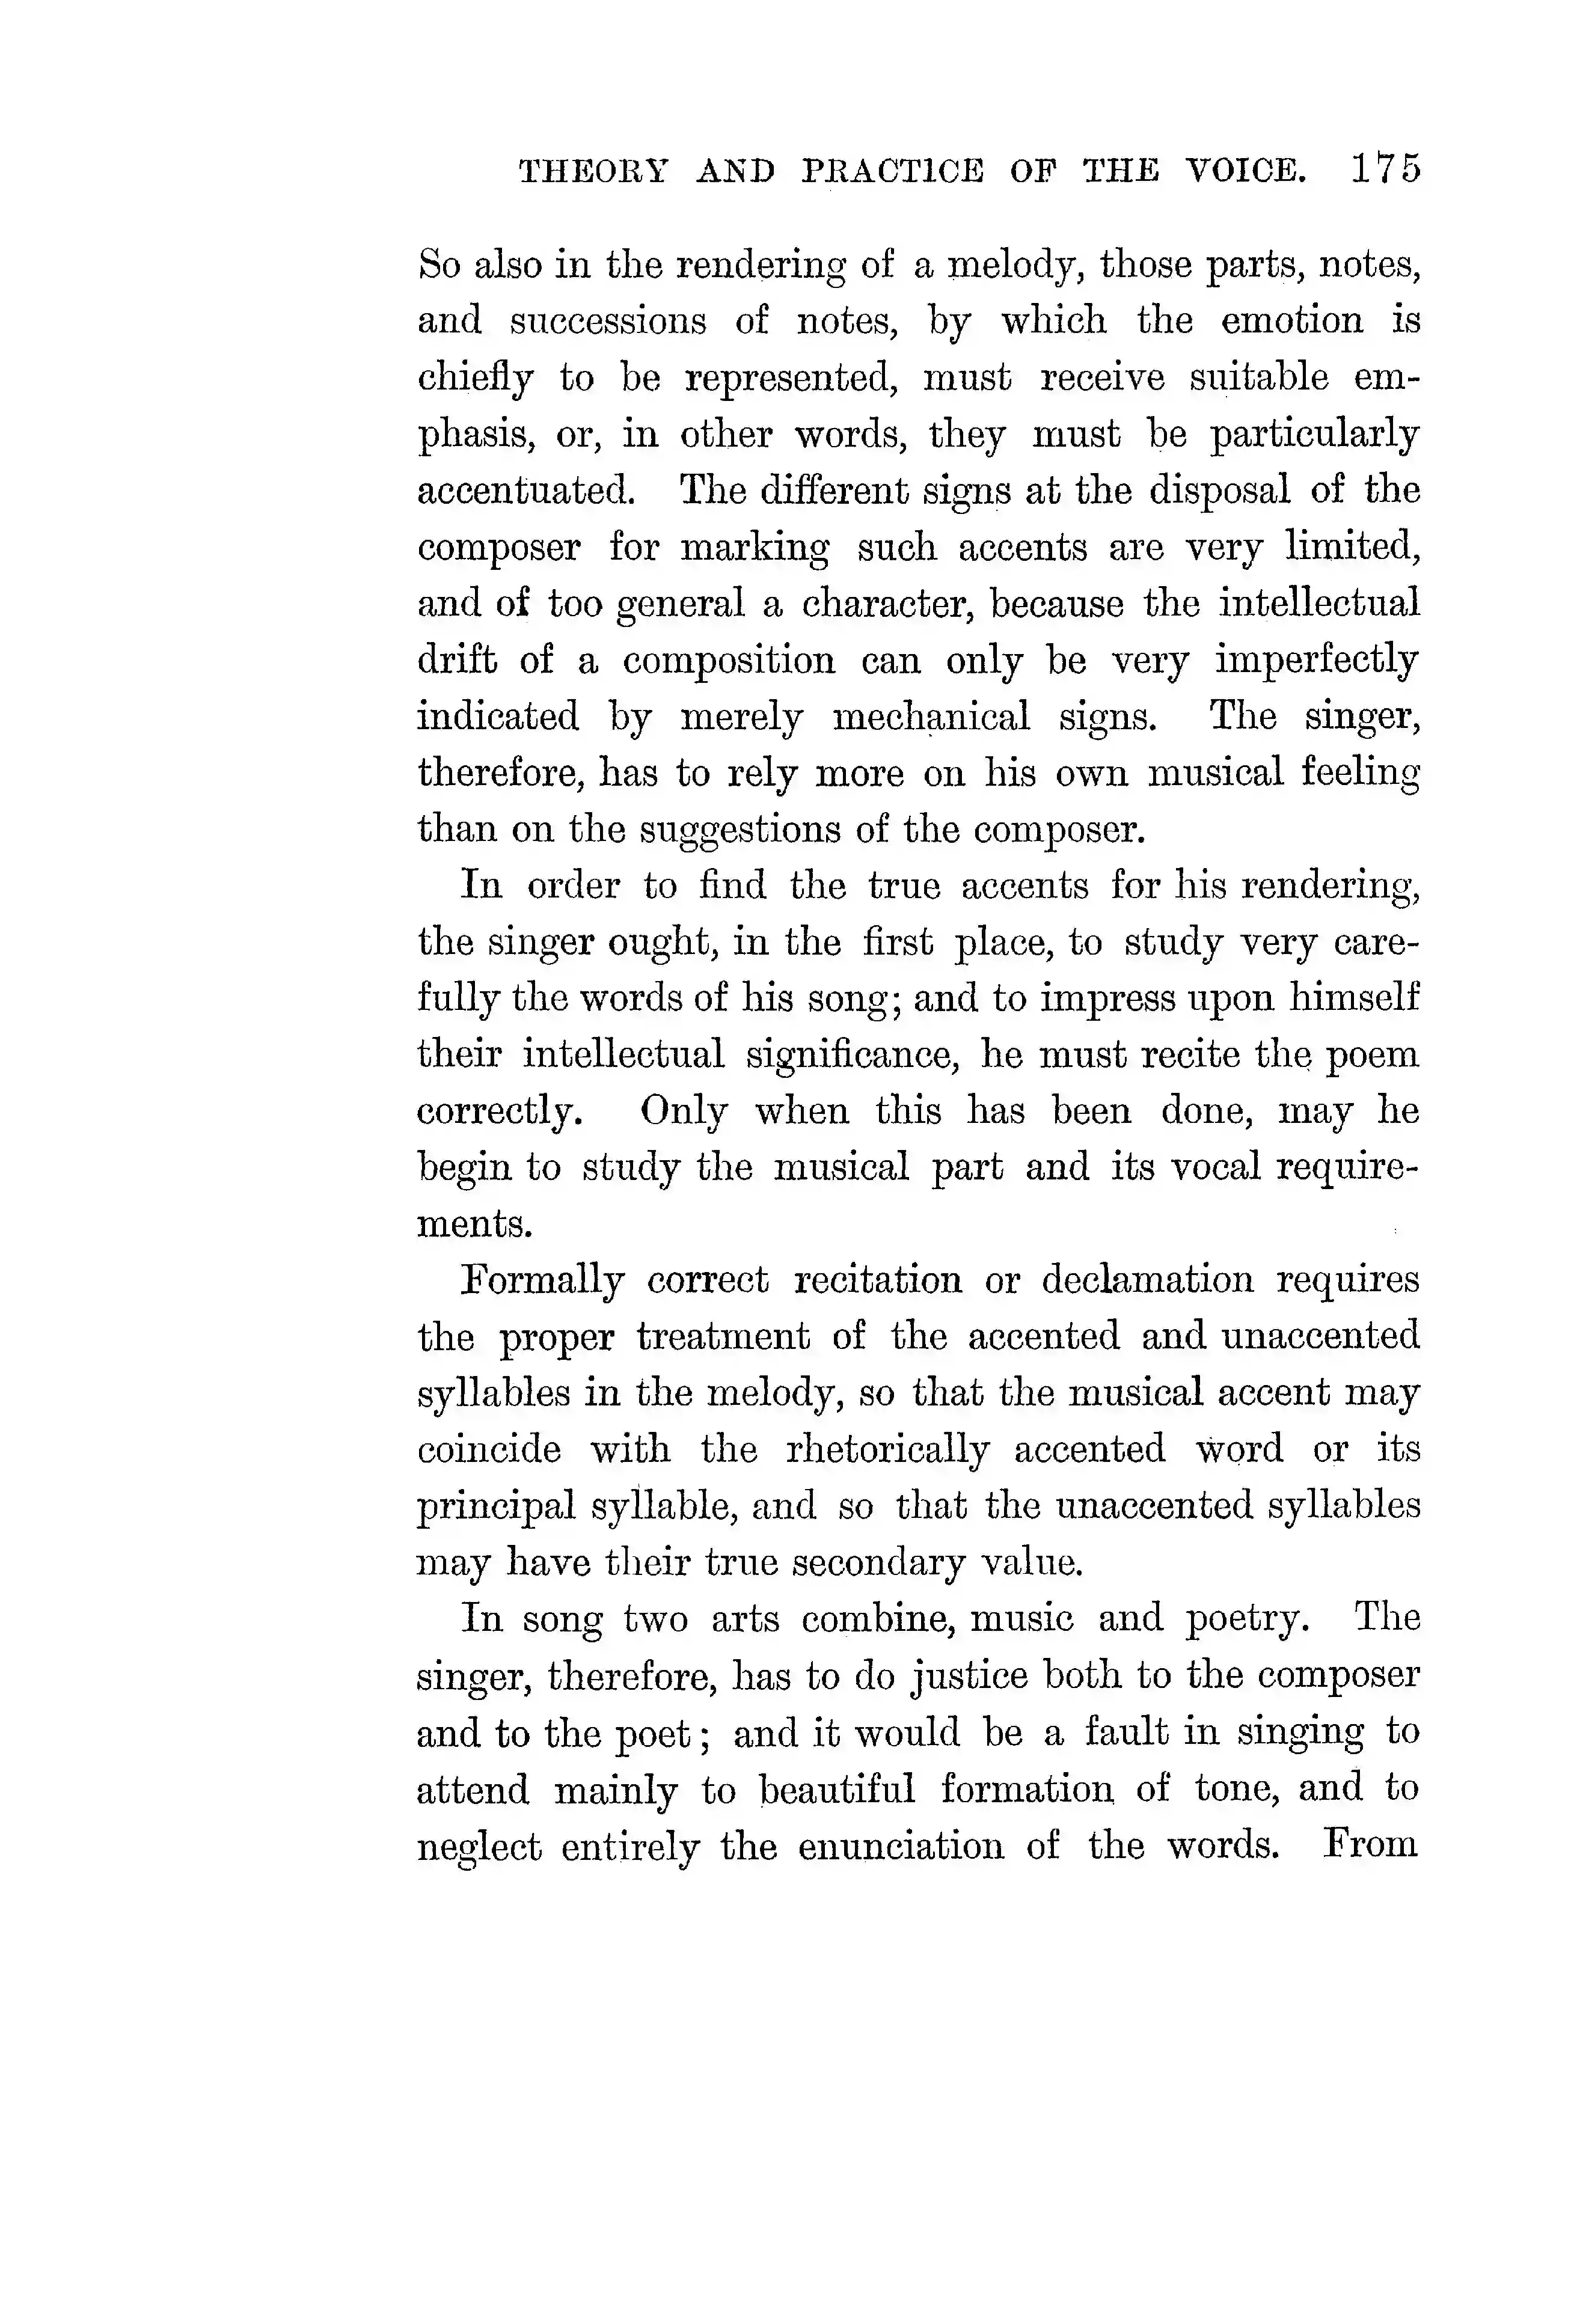 THEORY AND PRACTICE OF THE VOICE. 175
So also in the rendering of a melody, those parts, notes,
and successions of notes, by which the emotion is
chiefly to be represented, must receive suitable em-
phasis, or, in other words, they must be particularly
accentuated. The different signs at the disposal of the
composer for marking such accents are very limited,
and of too general a character, because the intellectual
drift of a composition can only be very imperfectly
indicated by merely mechanical signs. The singer,
therefore, has to rely more on his own musical feeling
than on the suggestions of the composer.
In order to find the true accents for his rendering,
the singer ought, in the first place, to study very care-
fully the words of his song; and to impress upon himself
their intellectual significance, he must recite the poem
correctly. Only when this has been done, may he
begin to study the musical part and its vocal require-
ments.
Formally correct recitation or declamation requires
the proper treatment of the accented and unaccented
syllables in the melody, so that the musical accent may
coincide with the rhetorically accented word or its
principal syllable, and so that the unaccented syllables
may have their true secondary value.
In song two arts combine, music and poetry. The
singer, therefore, has to do justice both to the composer
and to the poet; and it would be a fault in singing to
attend mainly to beautiful formation of tone, and to
neglect entirely the enunciation of the words. From